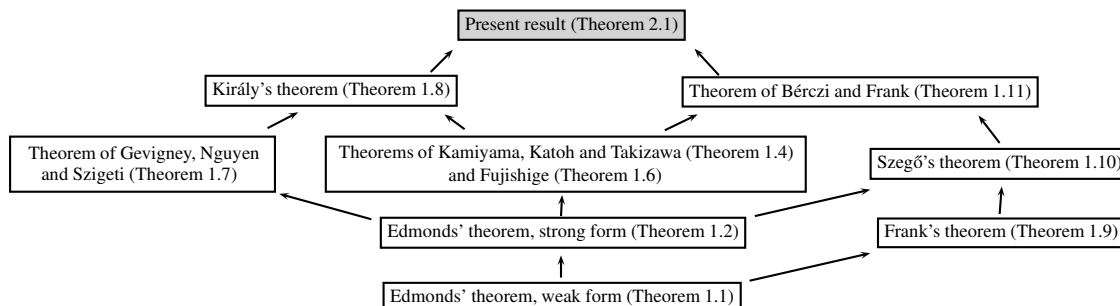 Present result (Theorem 2.1)
Király's theorem (Theorem 1.8)
Theorem of Bérczi and Frank (Theorem 1.11)
Theorem of Gevigney, Nguyen
and Szigeti (Theorem 1.7)
Theorems of Kamiyama, Katoh and Takizawa (Theorem 1.4)
and Fujishige (Theorem 1.6)
Szegő's theorem (Theorem 1.10)
Edmonds' theorem, strong form (Theorem 1.2)
Frank's theorem (Theorem 1.9)
Edmonds' theorem, weak form (Theorem 1.1)